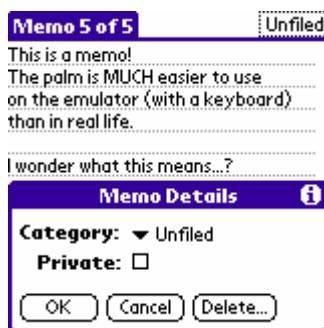 Memo 5 of 5 Unfiled
This is a memo!
The palm is MUCH easier to use
on the emulator (with a keyboard)
than in real life.
I wonder what this means...?
Memo Details i
Category: Unfiled
Private:
OK Cancel Delete...